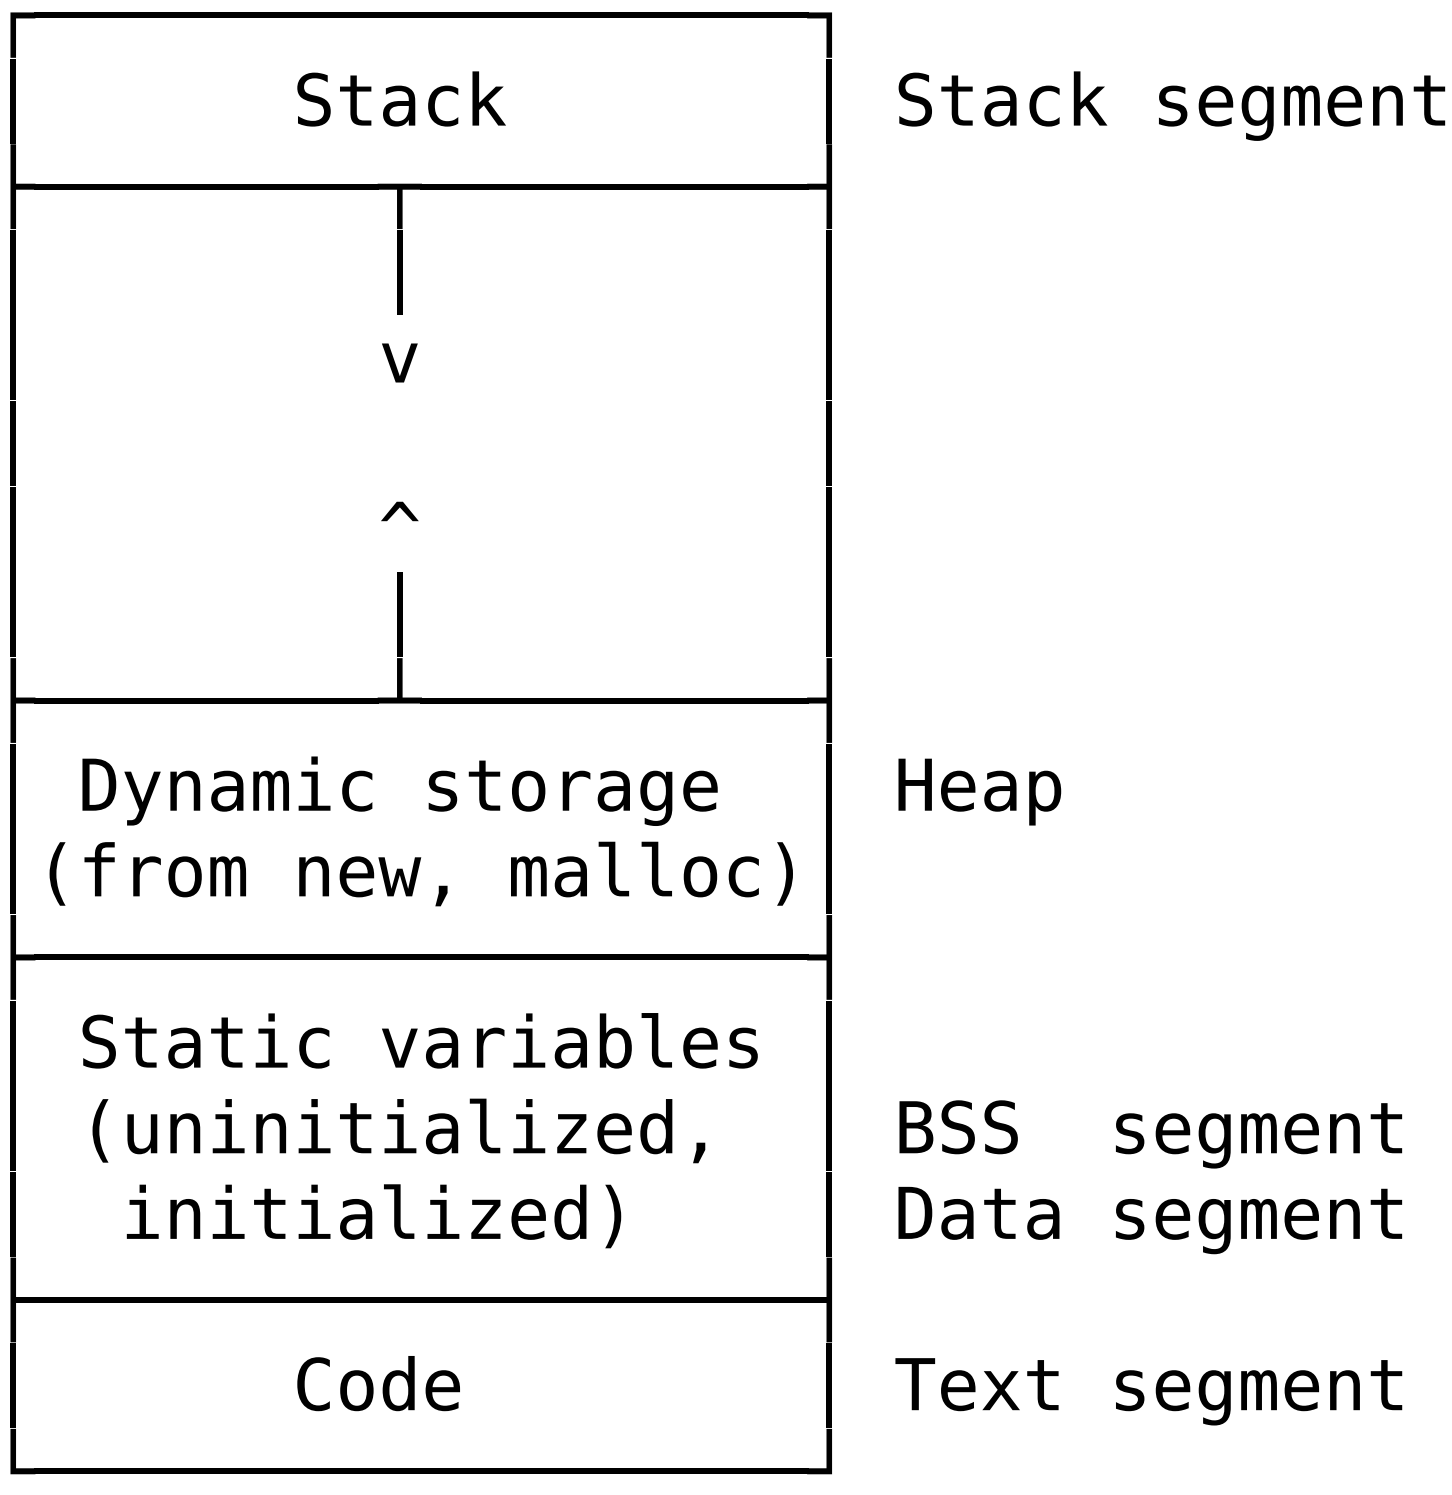 Stack Stack segment
v
^
Dynamic storage Heap
(from new, malloc)
Static variables
(uninitialized, BSS segment
initialized) Data segment
Code Text segment